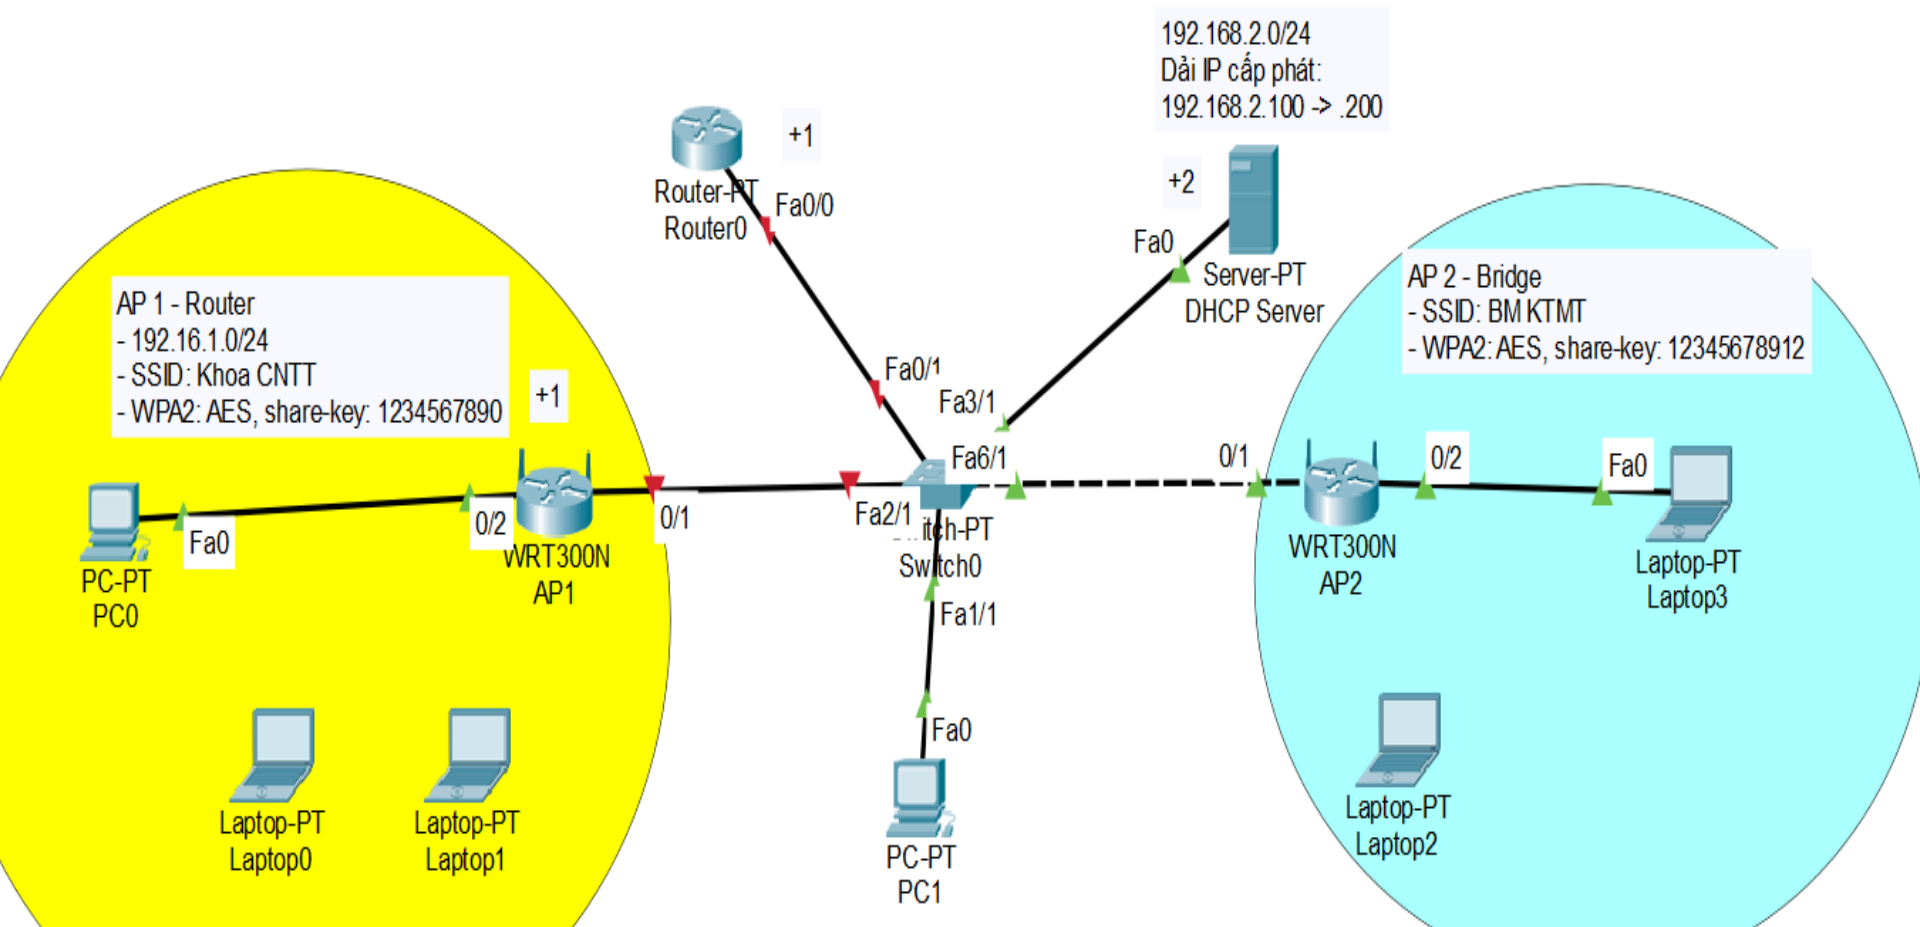 192.168.2.0/24
Dải IP cấp phát:
192.168.2.100 -> .200
+1
Router-PT
Router0
Fa0/0
+2
Fa0
Server-PT
DHCP Server
AP 1 - Router
- 192.16.1.0/24
- SSID: Khoa CNTT
- WPA2: AES, share-key: 1234567890
+1
AP 2 - Bridge
- SSID: BM KTMT
- WPA2: AES, share-key: 12345678912
Fa0/1
Fa3/1
Fa6/1
0/1
0/2
Fa0
Fa0
0/2
0/1
Fa2/1
WRT300N
AP1
PC-PT
PC0
Switch0
WRT300N
AP2
Laptop-PT
Laptop3
Fa1/1
Fa0
Laptop-PT
Laptop0
Laptop-PT
Laptop1
PC-PT
PC1
Laptop-PT
Laptop2